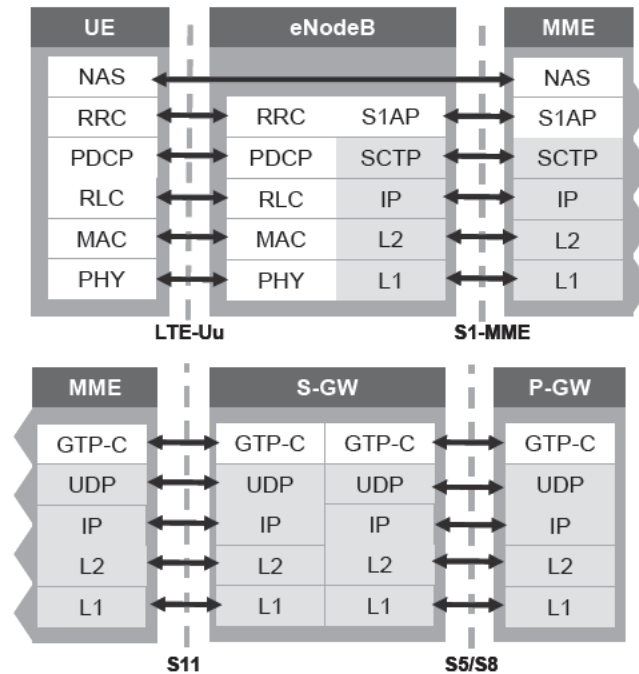 UE eNodeB MME
NAS NAS
RRC RRC S1AP S1AP
PDCP PDCP SCTP SCTP
RLC RLC IP IP
MAC MAC L2 L2
PHY PHY L1 L1
LTE-Uu S1-MME
MME S-GW P-GW
GTP-C GTP-C GTP-C GTP-C
UDP UDP UDP UDP
IP IP IP IP
L2 L2 L2 L2
L1 L1 L1 L1
S11 S5/S8